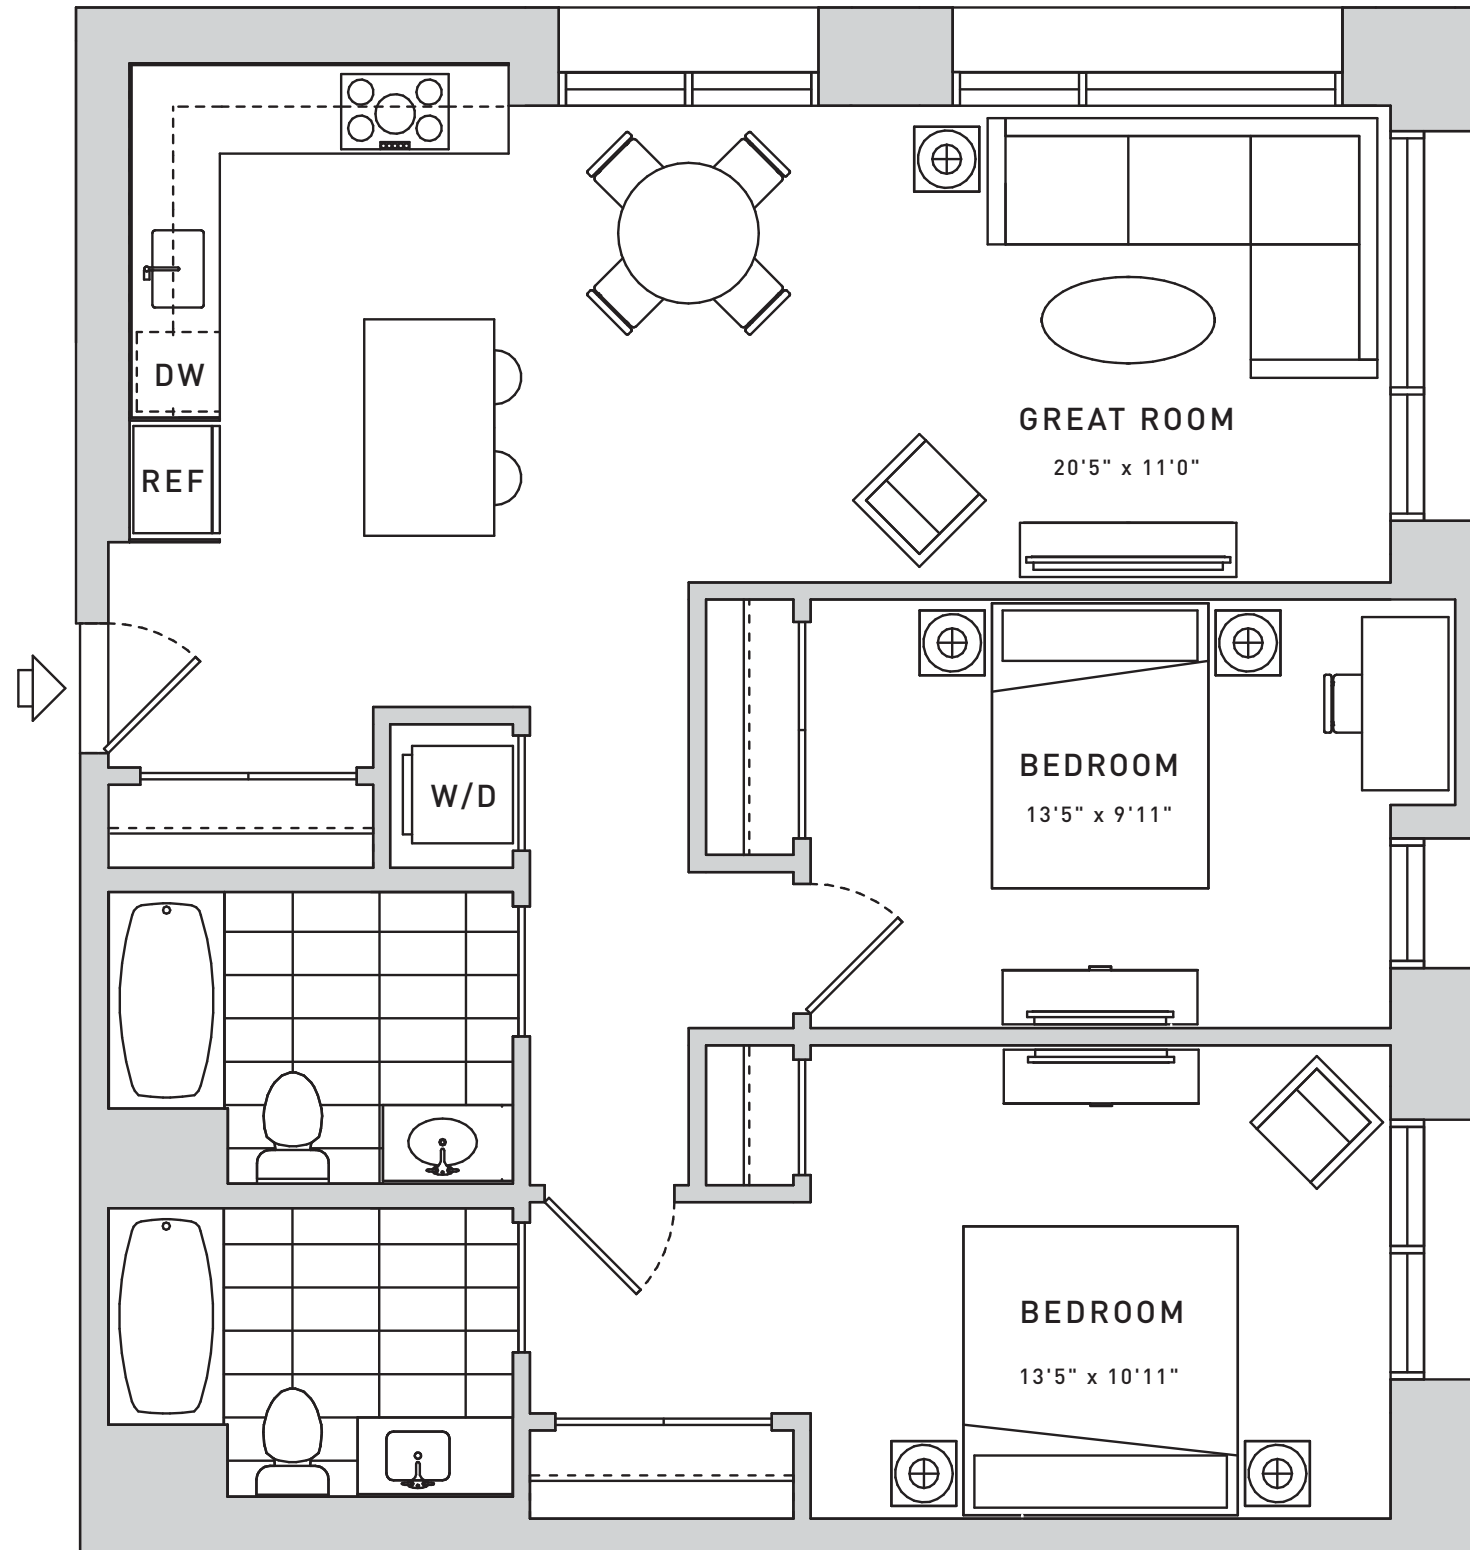 DW
REF
GREAT ROOM
20'5" x 11'0"
W/D
BEDROOM
13'5" x 9'11"
BEDROOM
13'5" x 10'11"